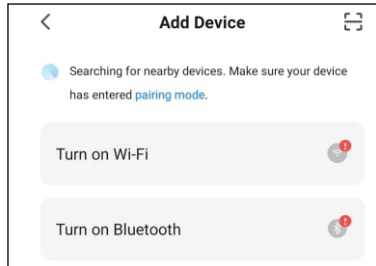 Add Device
Searching for nearby devices. Make sure your device
has entered pairing mode.
Turn on Wi-Fi
Turn on Bluetooth